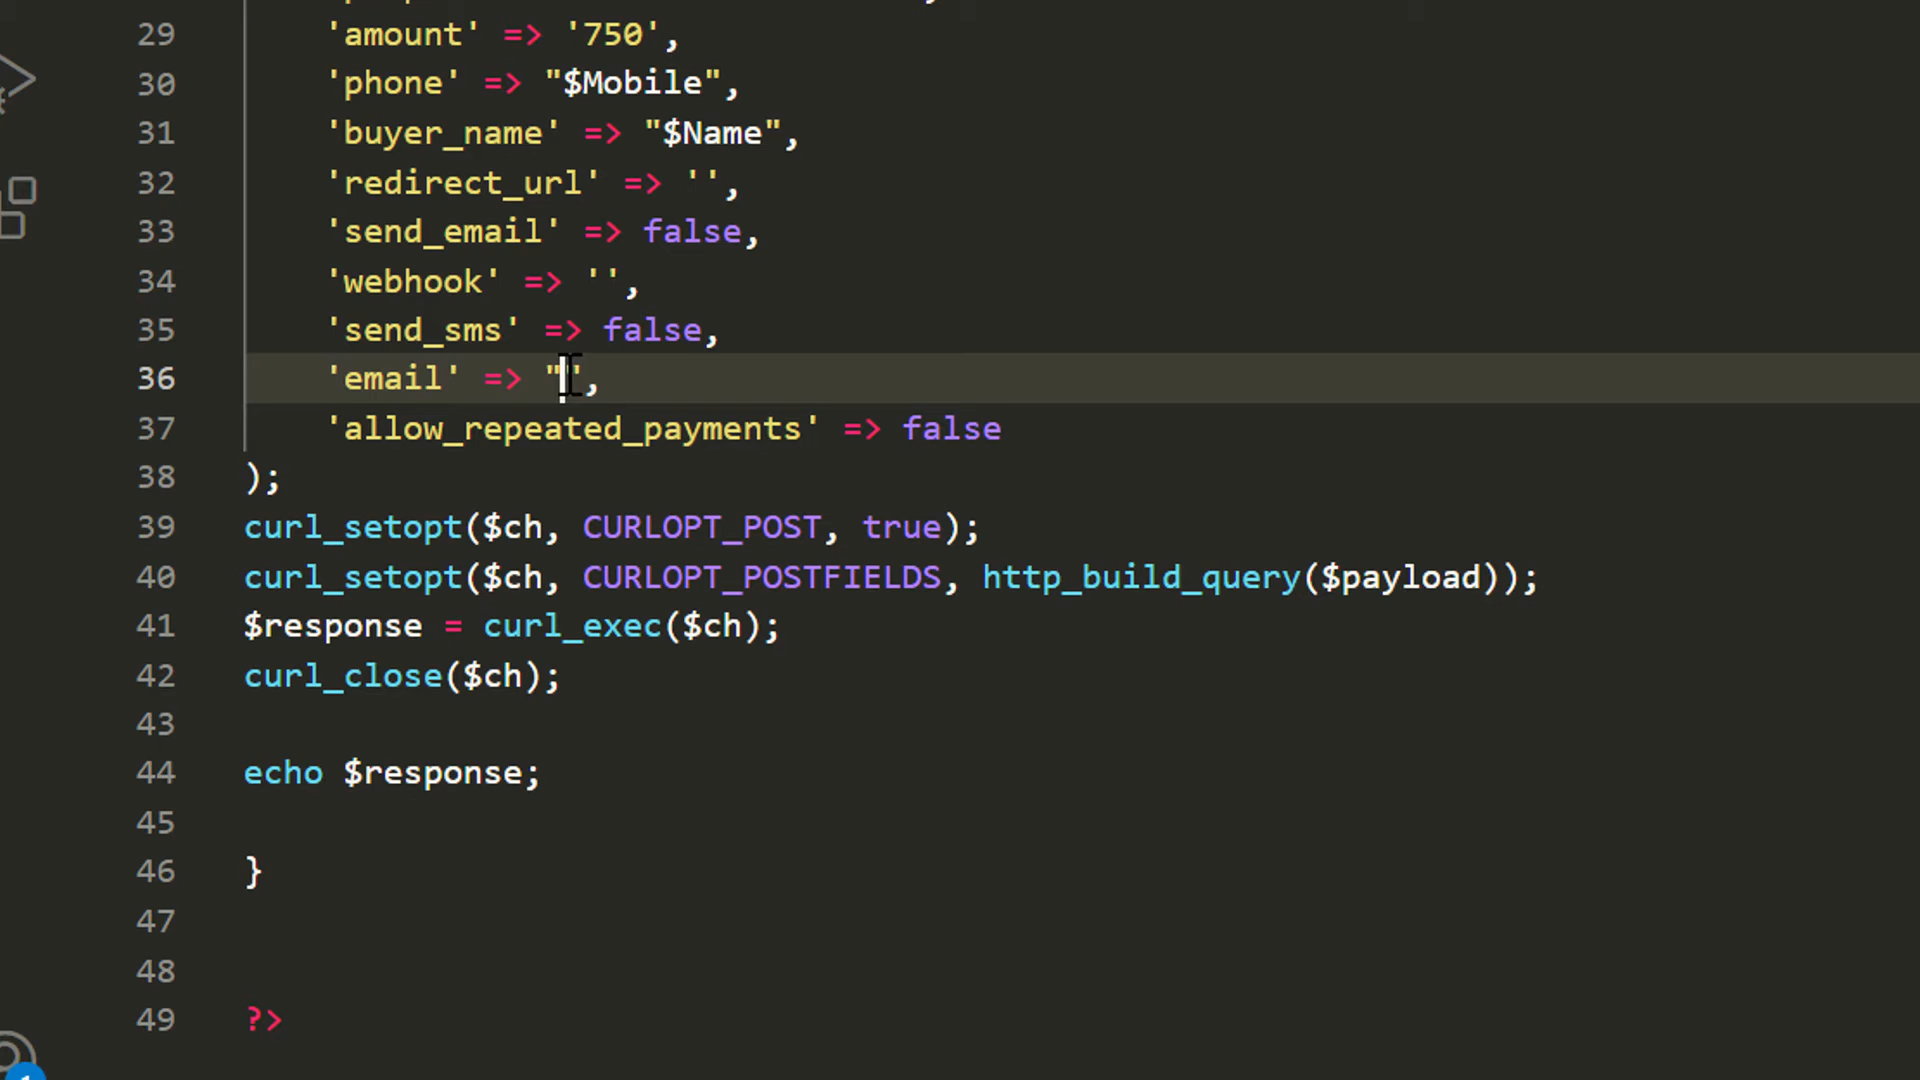 29 'amount' => '750',
30 'phone' => "$Mobile",
31 'buyer_name' => "$Name",
32 'redirect_url' => '',
33 'send_email' => false,
34 'webhook' => '',
35 'send_sms' => false,
36 'email' => "",
37 'allow_repeated_payments' => false
38 );
39 curl_setopt($ch, CURLOPT_POST, true);
40 curl_setopt($ch, CURLOPT_POSTFIELDS, http_build_query($payload));
41 $response = curl_exec($ch);
42 curl_close($ch);
43
44 echo $response;
45
46 }
47
48
49 ?>